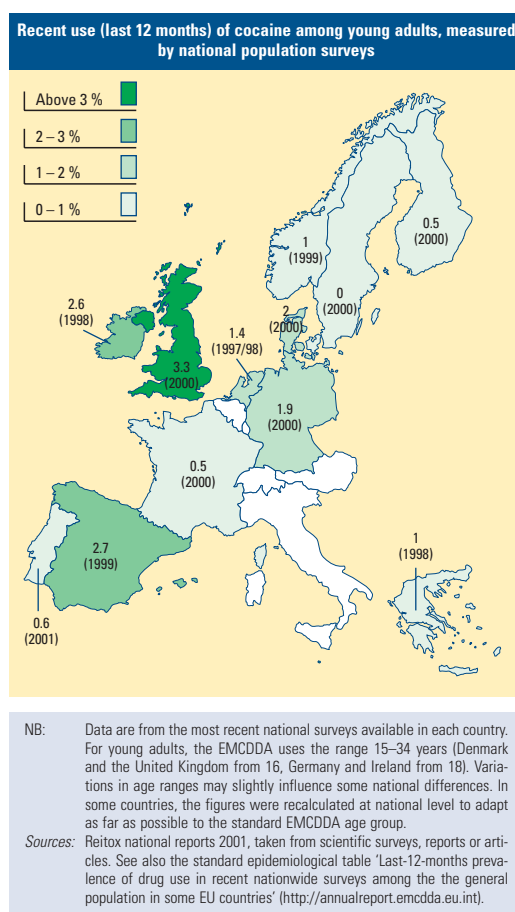 Recent use (last 12 months) of cocaine among young adults, measured
by national population surveys
Above 3 %
2 – 3 %
1 – 2 %
0 – 1 %
0.5
(2000)
1
(1999)
0
(2000)
2.6
(1998)
2
(2000)
1.4
(1997/98)
3.3
(2000)
1.9
(2000)
0.5
(2000)
2.7
(1999)
1
(1998)
0.6
(2001)
NB: Data are from the most recent national surveys available in each country.
For young adults, the EMCDDA uses the range 15–34 years (Denmark
and the United Kingdom from 16, Germany and Ireland from 18). Varia-
tions in age ranges may slightly influence some national differences. In
some countries, the figures were recalculated at national level to adapt
as far as possible to the standard EMCDDA age group.
Sources: Reitox national reports 2001, taken from scientific surveys, reports or arti-
cles. See also the standard epidemiological table ‘Last-12-months preva-
lence of drug use in recent nationwide surveys among the the general
population in some EU countries’ (http://annualreport.emcdda.eu.int).